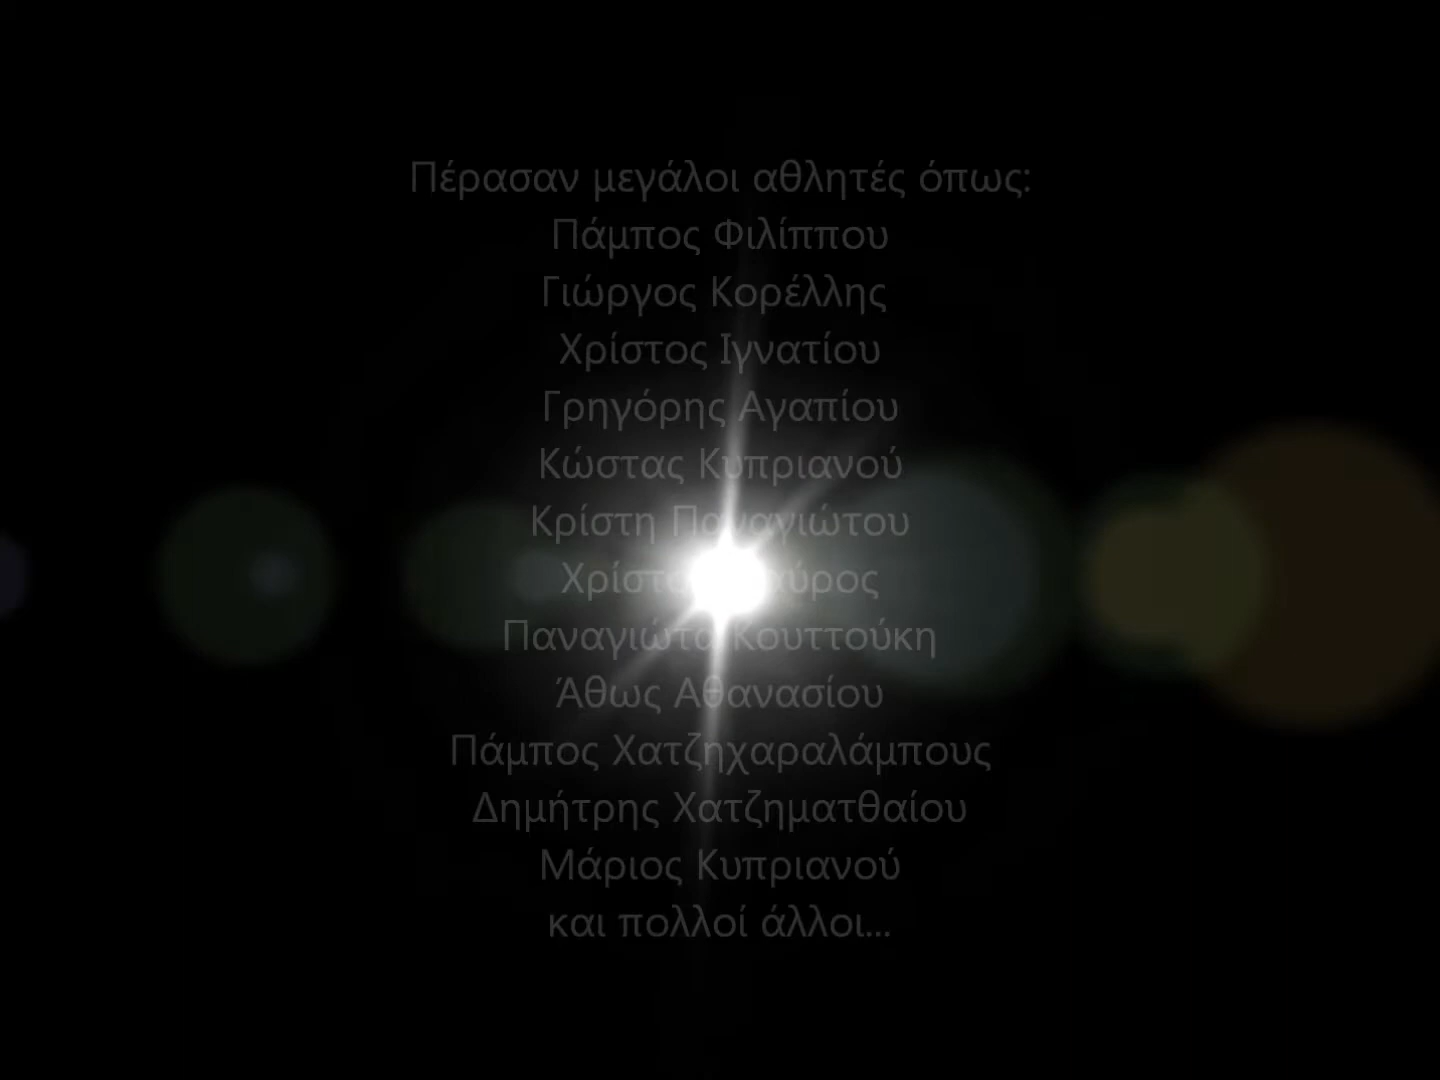 Πέρασαν μεγάλοι αθλητές όπως:
Πάμπος Φιλίππου
Γιώργος Κορέλλης
Χρίστος Ιγνατίου
Γρηγόρης Αγαπίου
Κώστας Κυπριανού
Κρίστη Παναγιώτου
Παναγιώτα Κουττούκη
Άθως Αθανασίου
Πάμπος Χατζηχαραλάμπους
Δημήτρης Χατζηματθαίου
Μάριος Κυπριανού
και πολλοί άλλοι...